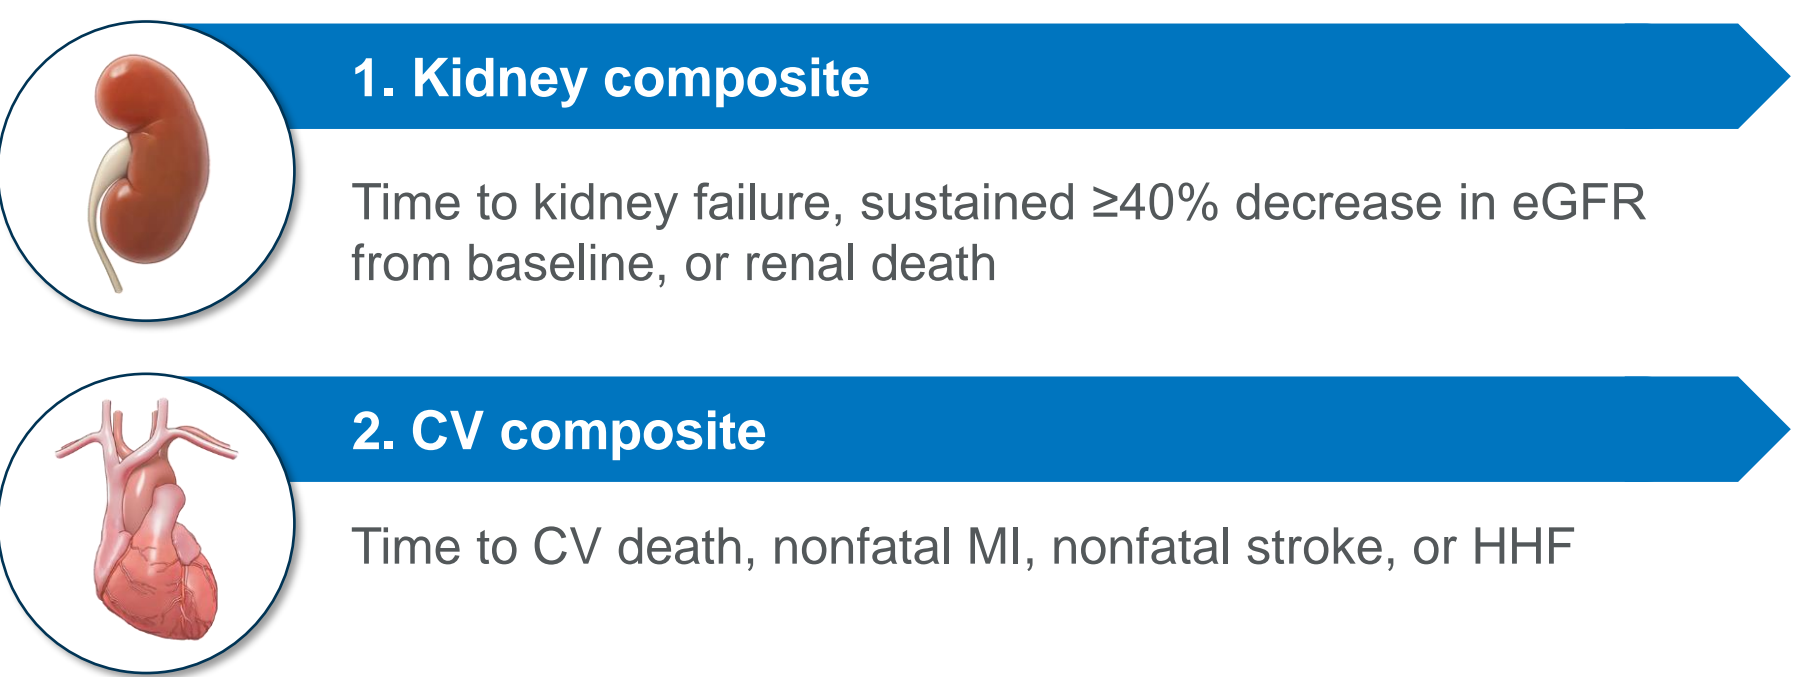 1. Kidney composite
Time to kidney failure, sustained ≥40% decrease in eGFR
from baseline, or renal death
2. CV composite
Time to CV death, nonfatal MI, nonfatal stroke, or HHF